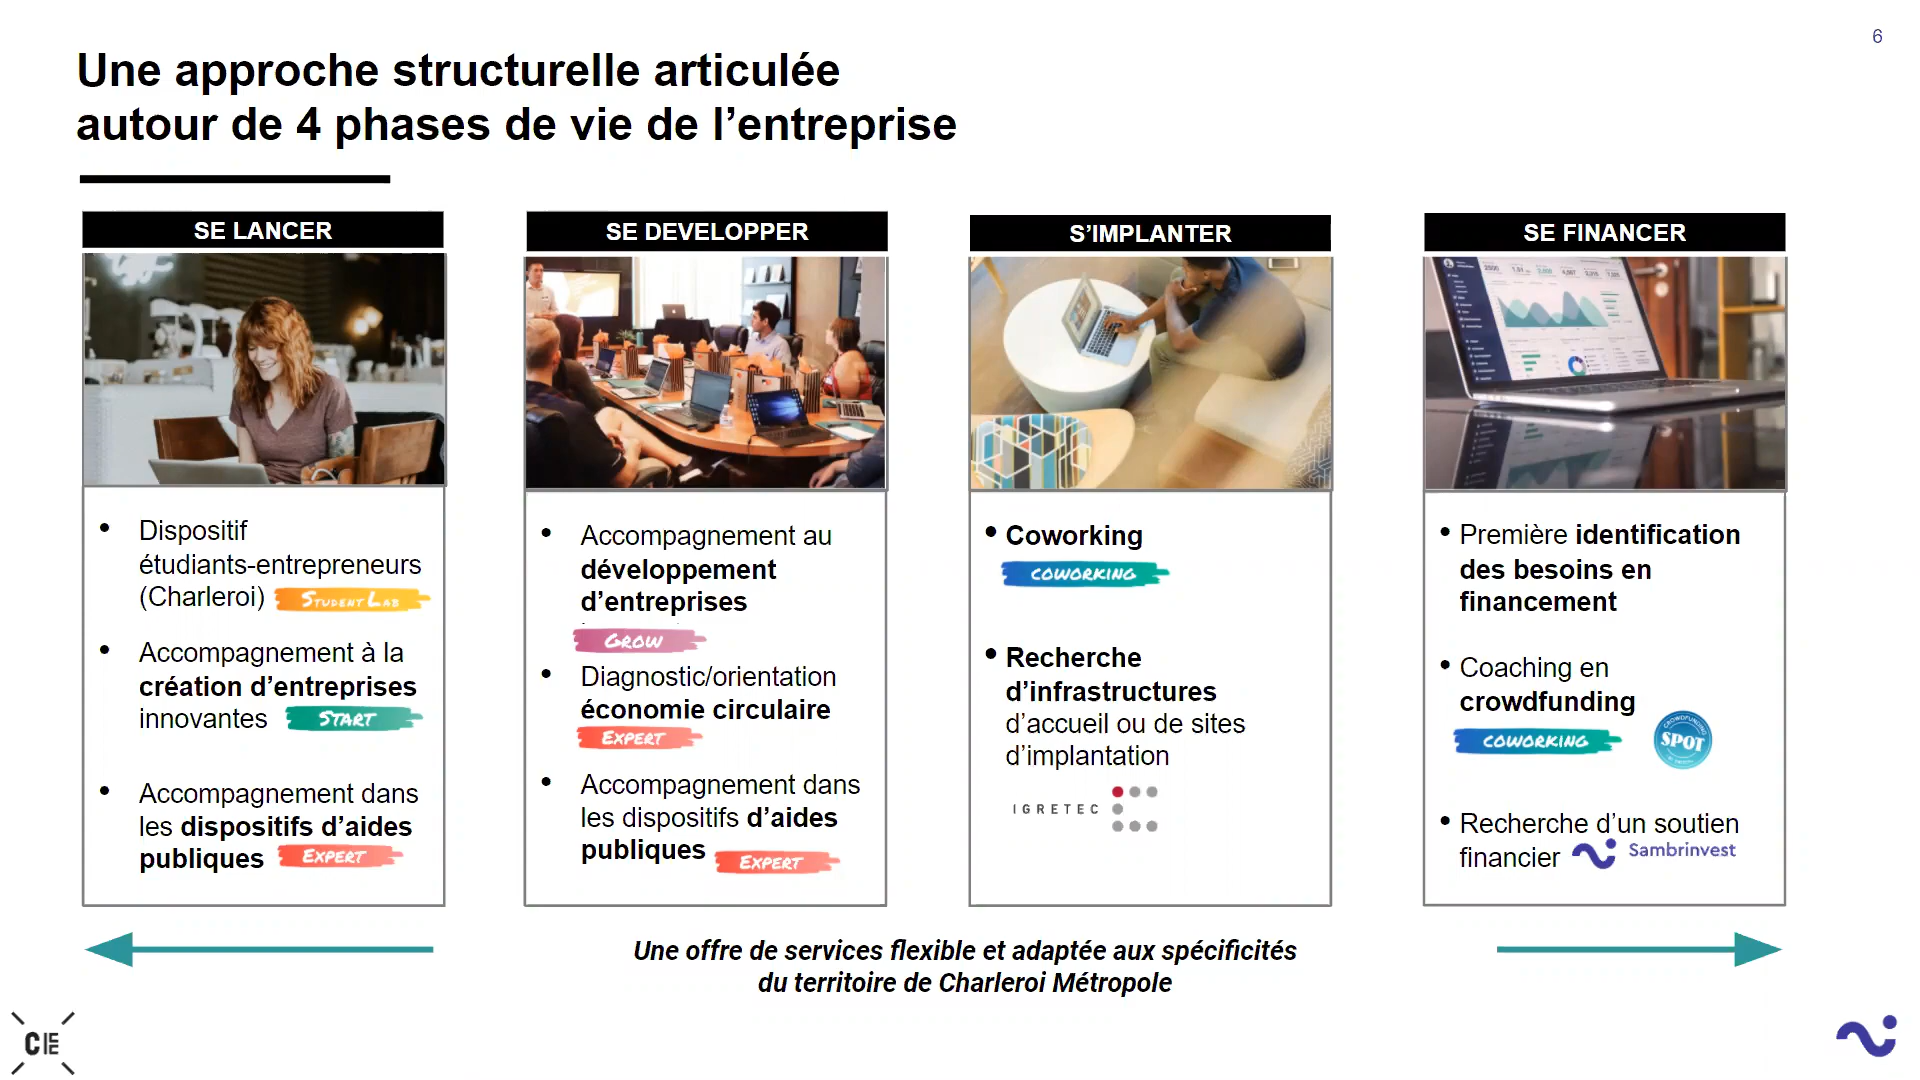 6
Une approche structurelle articulée
autour de 4 phases de vie de l’entreprise
SE LANCER
• Dispositif
étudiants-entrepreneurs
(Charleroi) STUDENT LAB
• Accompagnement à la
création d’entreprises
innovantes START
• Accompagnement dans
les dispositifs d’aides
publiques EXPERT
SE DEVELOPPER
• Accompagnement au
développement
d’entreprises
GROW
• Diagnostic/orientation
économie circulaire
EXPERT
• Accompagnement dans
les dispositifs d’aides
publiques EXPERT
S’IMPLANTER
• Coworking
COWORKING
• Recherche
d’infrastructures
d’accueil ou de sites
d’implantation
IGRETEC
SE FINANCER
• Première identification
des besoins en
financement
• Coaching en
crowdfunding
COWORKING
CROWDFUNDING
SPOT
• Recherche d’un soutien
financier Sambrinvest
Une offre de services flexible et adaptée aux spécificités
du territoire de Charleroi Métropole